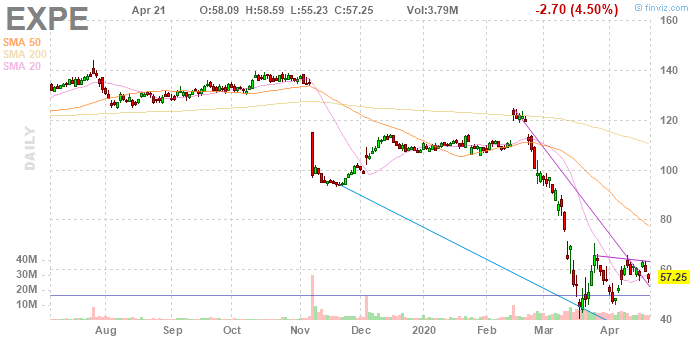 EXPE Apr 21 O:58.09 H:58.59 L:55.23 C:57.25 Vol:3.79M -2.70 (4.50%) © finviz.com
SMA 50
SMA 200
SMA 20
DAILY
160
140
120
100
80
60
57.25
40
40M
30M
20M
10M
Aug Sep Oct Nov Dec 2020 Feb Mar Apr